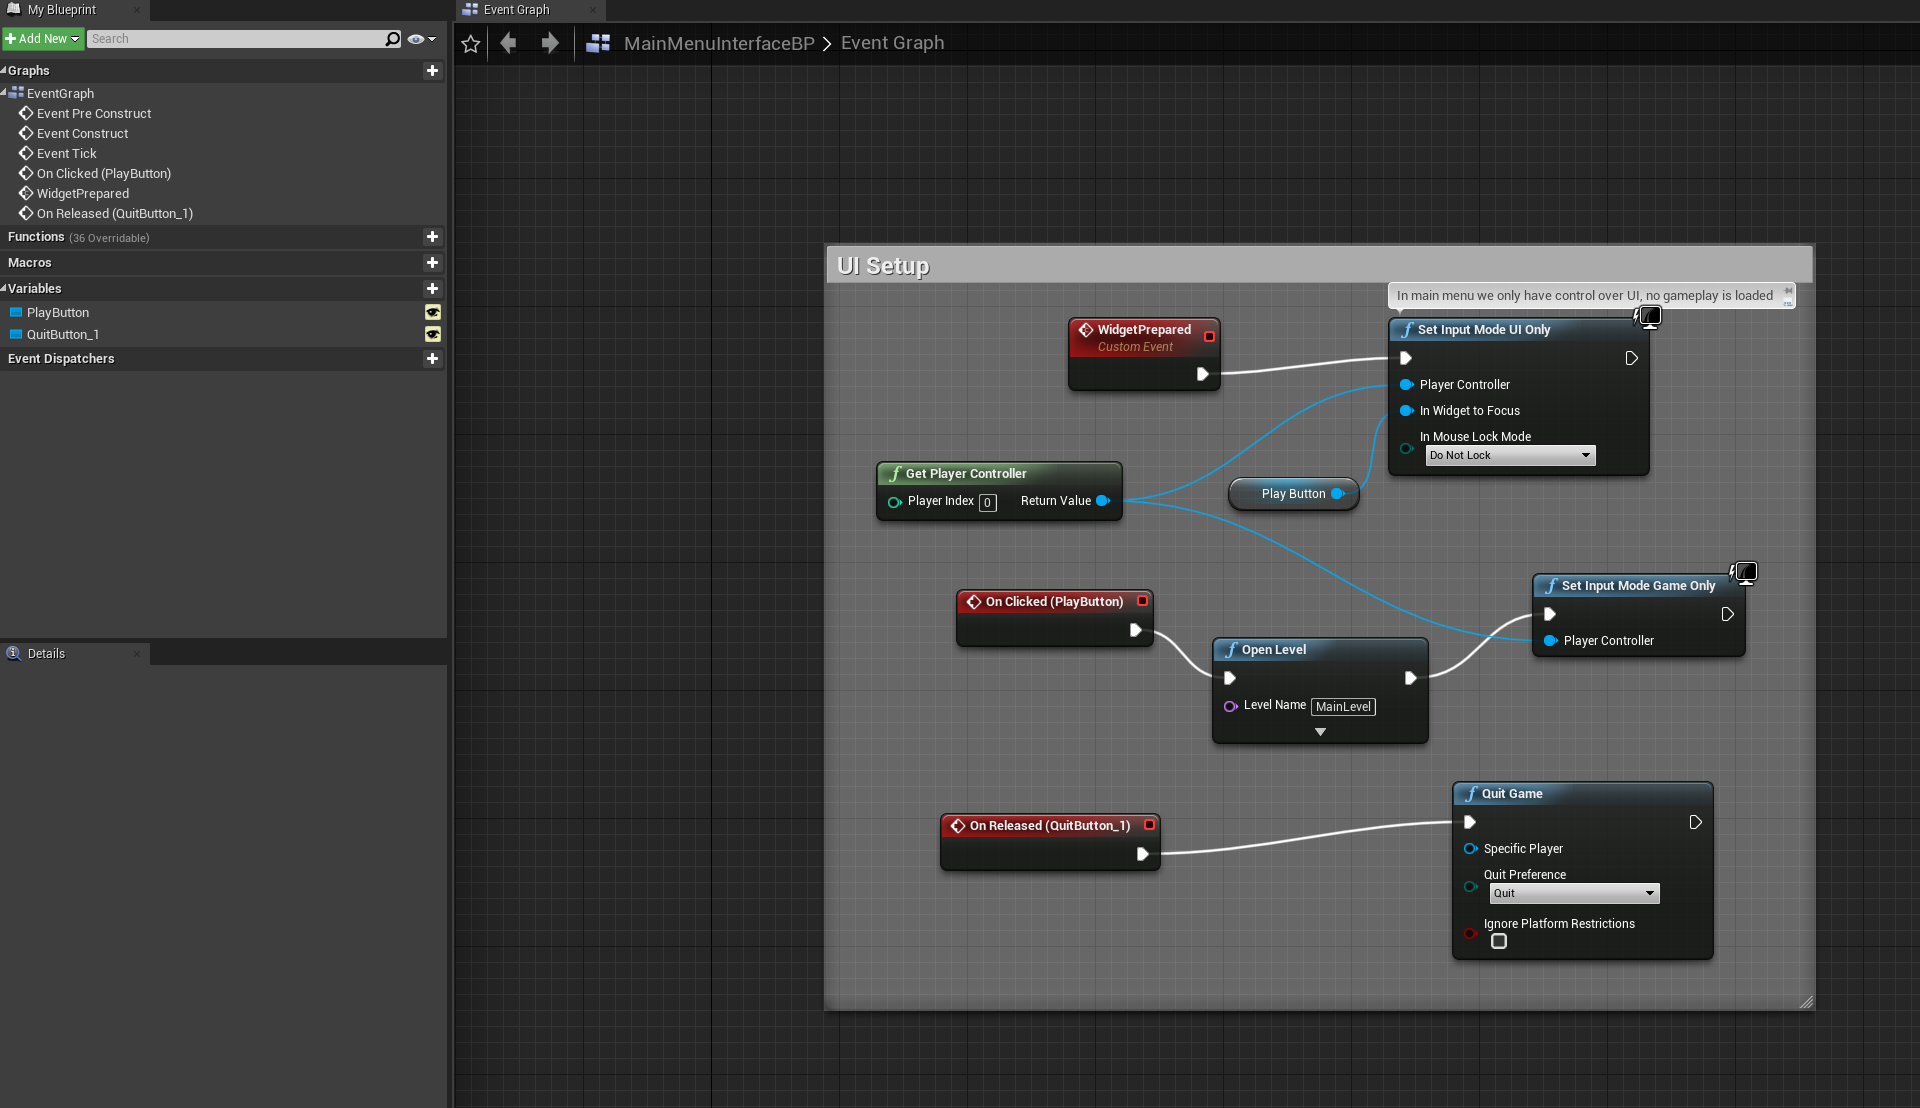 My Blueprint
Add New
Search
Graphs
EventGraph
Event Pre Construct
Event Construct
Event Tick
On Clicked (PlayButton)
WidgetPrepared
On Released (QuitButton_1)
Functions (36 Overridable)
Macros
Variables
PlayButton
QuitButton_1
Event Dispatchers
Details
Event Graph
MainMenuInterfaceBP > Event Graph
UI Setup
In main menu we only have control over UI, no gameplay is loaded
WidgetPrepared
Custom Event
Set Input Mode UI Only
Player Controller
In Widget to Focus
In Mouse Lock Mode
Do Not Lock
Get Player Controller
Player Index 0 Return Value
Play Button
On Clicked (PlayButton)
Open Level
Level Name MainLevel
Set Input Mode Game Only
Player Controller
On Released (QuitButton_1)
Quit Game
Specific Player
Quit Preference
Quit
Ignore Platform Restrictions